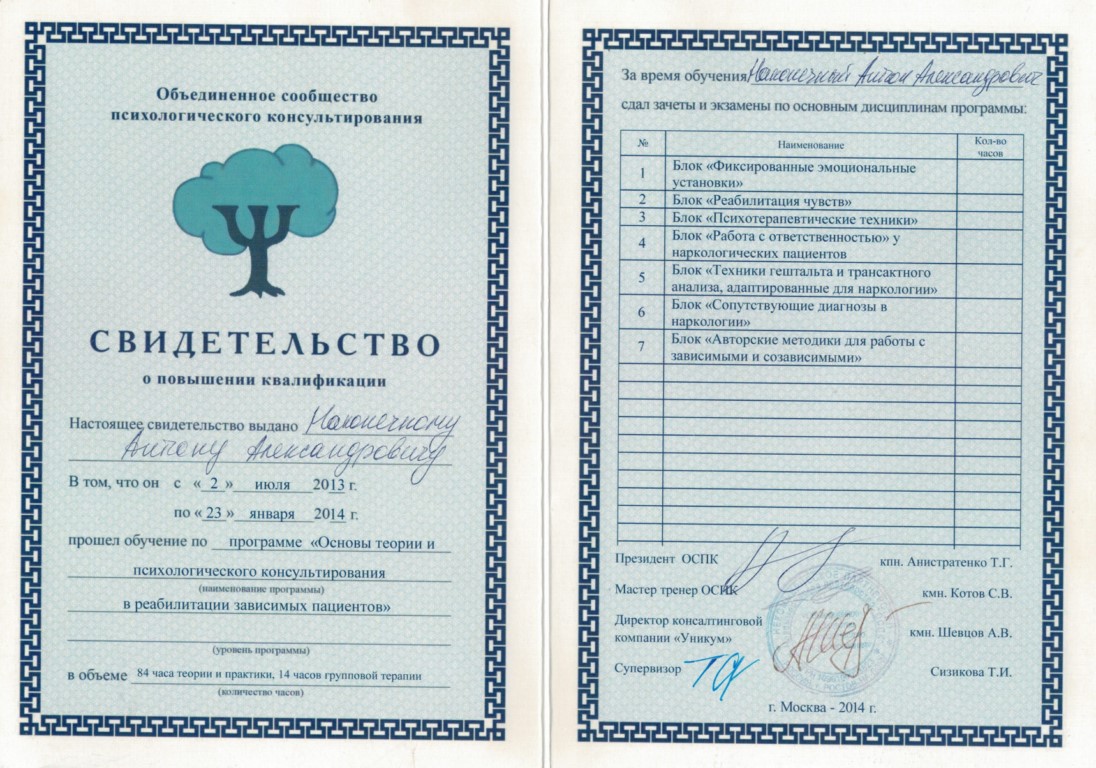 Объединенное сообщество
психологического консультирования
СВИДЕТЕЛЬСТВО
о повышении квалификации
Настоящее свидетельство выдано Наконечному
Антону Александровичу
В том, что он с «2» июля 2013 г.
по «23» января 2014 г.
прошел обучение по программе «Основы теории и
психологического консультирования
(наименование программы)
в реабилитации зависимых пациентов»
(уровень программы)
в объеме 84 часа теории и практики, 14 часов групповой терапии
(количество часов)
За время обучения Наконечный Антон Александрович
сдал зачеты и экзамены по основным дисциплинам программы:
№ Наименование Кол-во
часов
1 Блок «Фиксированные эмоциональные
установки»
2 Блок «Реабилитация чувств»
3 Блок «Психотерапевтические техники»
4 Блок «Работа с ответственностью» у
наркологических пациентов
5 Блок «Техники гештальта и трансактного
анализа, адаптированные для наркологии»
6 Блок «Сопутствующие диагнозы в
наркологии»
7 Блок «Авторские методики для работы с
зависимыми и созависимыми»
Президент ОСПК кпн. Анистратенко Т.Г.
Мастер тренер ОСПК кмн. Котов С.В.
Директор консалтинговой
компании «Уникум» кмн. Шевцов А.В.
Супервизор Сизикова Т.И.
г. Москва - 2014 г.